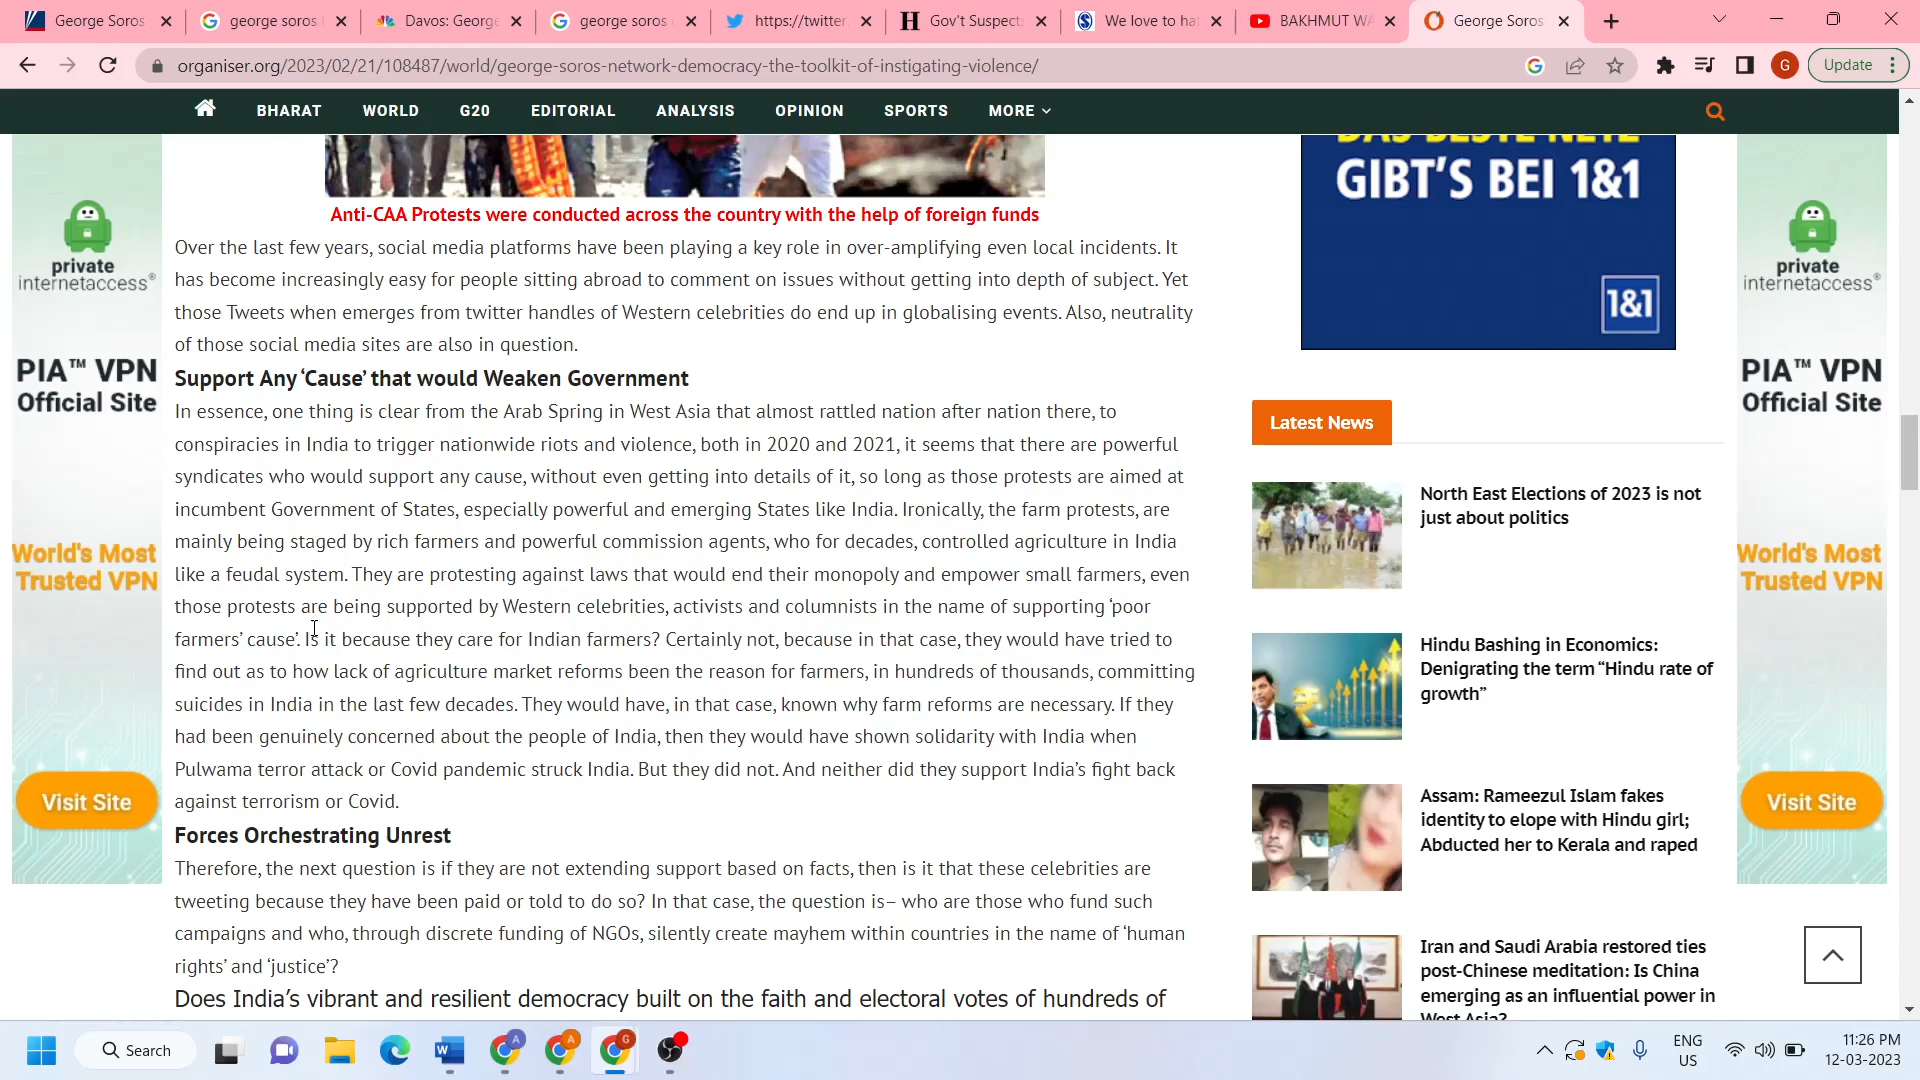 George Soros
george soros
Davos: George
george soros
https://twitter
Gov't Suspects
We love to ha
BAKHMUT WA
George Soros
organiser.org/2023/02/21/108487/world/george-soros-network-democracy-the-toolkit-of-instigating-violence/
G
Update
BHARAT WORLD G20 EDITORIAL ANALYSIS OPINION SPORTS MORE
Anti-CAA Protests were conducted across the country with the help of foreign funds
Over the last few years, social media platforms have been playing a key role in over-amplifying even local incidents. It
has become increasingly easy for people sitting abroad to comment on issues without getting into depth of subject. Yet
those Tweets when emerges from twitter handles of Western celebrities do end up in globalising events. Also, neutrality
of those social media sites are also in question.
Support Any ‘Cause’ that would Weaken Government
In essence, one thing is clear from the Arab Spring in West Asia that almost rattled nation after nation there, to
conspiracies in India to trigger nationwide riots and violence, both in 2020 and 2021, it seems that there are powerful
syndicates who would support any cause, without even getting into details of it, so long as those protests are aimed at
incumbent Government of States, especially powerful and emerging States like India. Ironically, the farm protests, are
mainly being staged by rich farmers and powerful commission agents, who for decades, controlled agriculture in India
like a feudal system. They are protesting against laws that would end their monopoly and empower small farmers, even
those protests are being supported by Western celebrities, activists and columnists in the name of supporting ‘poor
farmers’ cause’. Is it because they care for Indian farmers? Certainly not, because in that case, they would have tried to
find out as to how lack of agriculture market reforms been the reason for farmers, in hundreds of thousands, committing
suicides in India in the last few decades. They would have, in that case, known why farm reforms are necessary. If they
had been genuinely concerned about the people of India, then they would have shown solidarity with India when
Pulwama terror attack or Covid pandemic struck India. But they did not. And neither did they support India’s fight back
against terrorism or Covid.
Forces Orchestrating Unrest
Therefore, the next question is if they are not extending support based on facts, then is it that these celebrities are
tweeting because they have been paid or told to do so? In that case, the question is– who are those who fund such
campaigns and who, through discrete funding of NGOs, silently create mayhem within countries in the name of ‘human
rights’ and ‘justice’?
Does India’s vibrant and resilient democracy built on the faith and electoral votes of hundreds of
private
internetaccess®
PIA™ VPN
Official Site
World's Most
Trusted VPN
Visit Site
DAS BESTE NETZ
GIBT'S BEI 1&1
1&1
Latest News
North East Elections of 2023 is not
just about politics
Hindu Bashing in Economics:
Denigrating the term “Hindu rate of
growth”
Assam: Rameezul Islam fakes
identity to elope with Hindu girl;
Abducted her to Kerala and raped
Iran and Saudi Arabia restored ties
post-Chinese meditation: Is China
emerging as an influential power in
West Asia?
private
internetaccess®
PIA™ VPN
Official Site
World's Most
Trusted VPN
Visit Site
Search
A
A
G
ENG
US
11:26 PM
12-03-2023